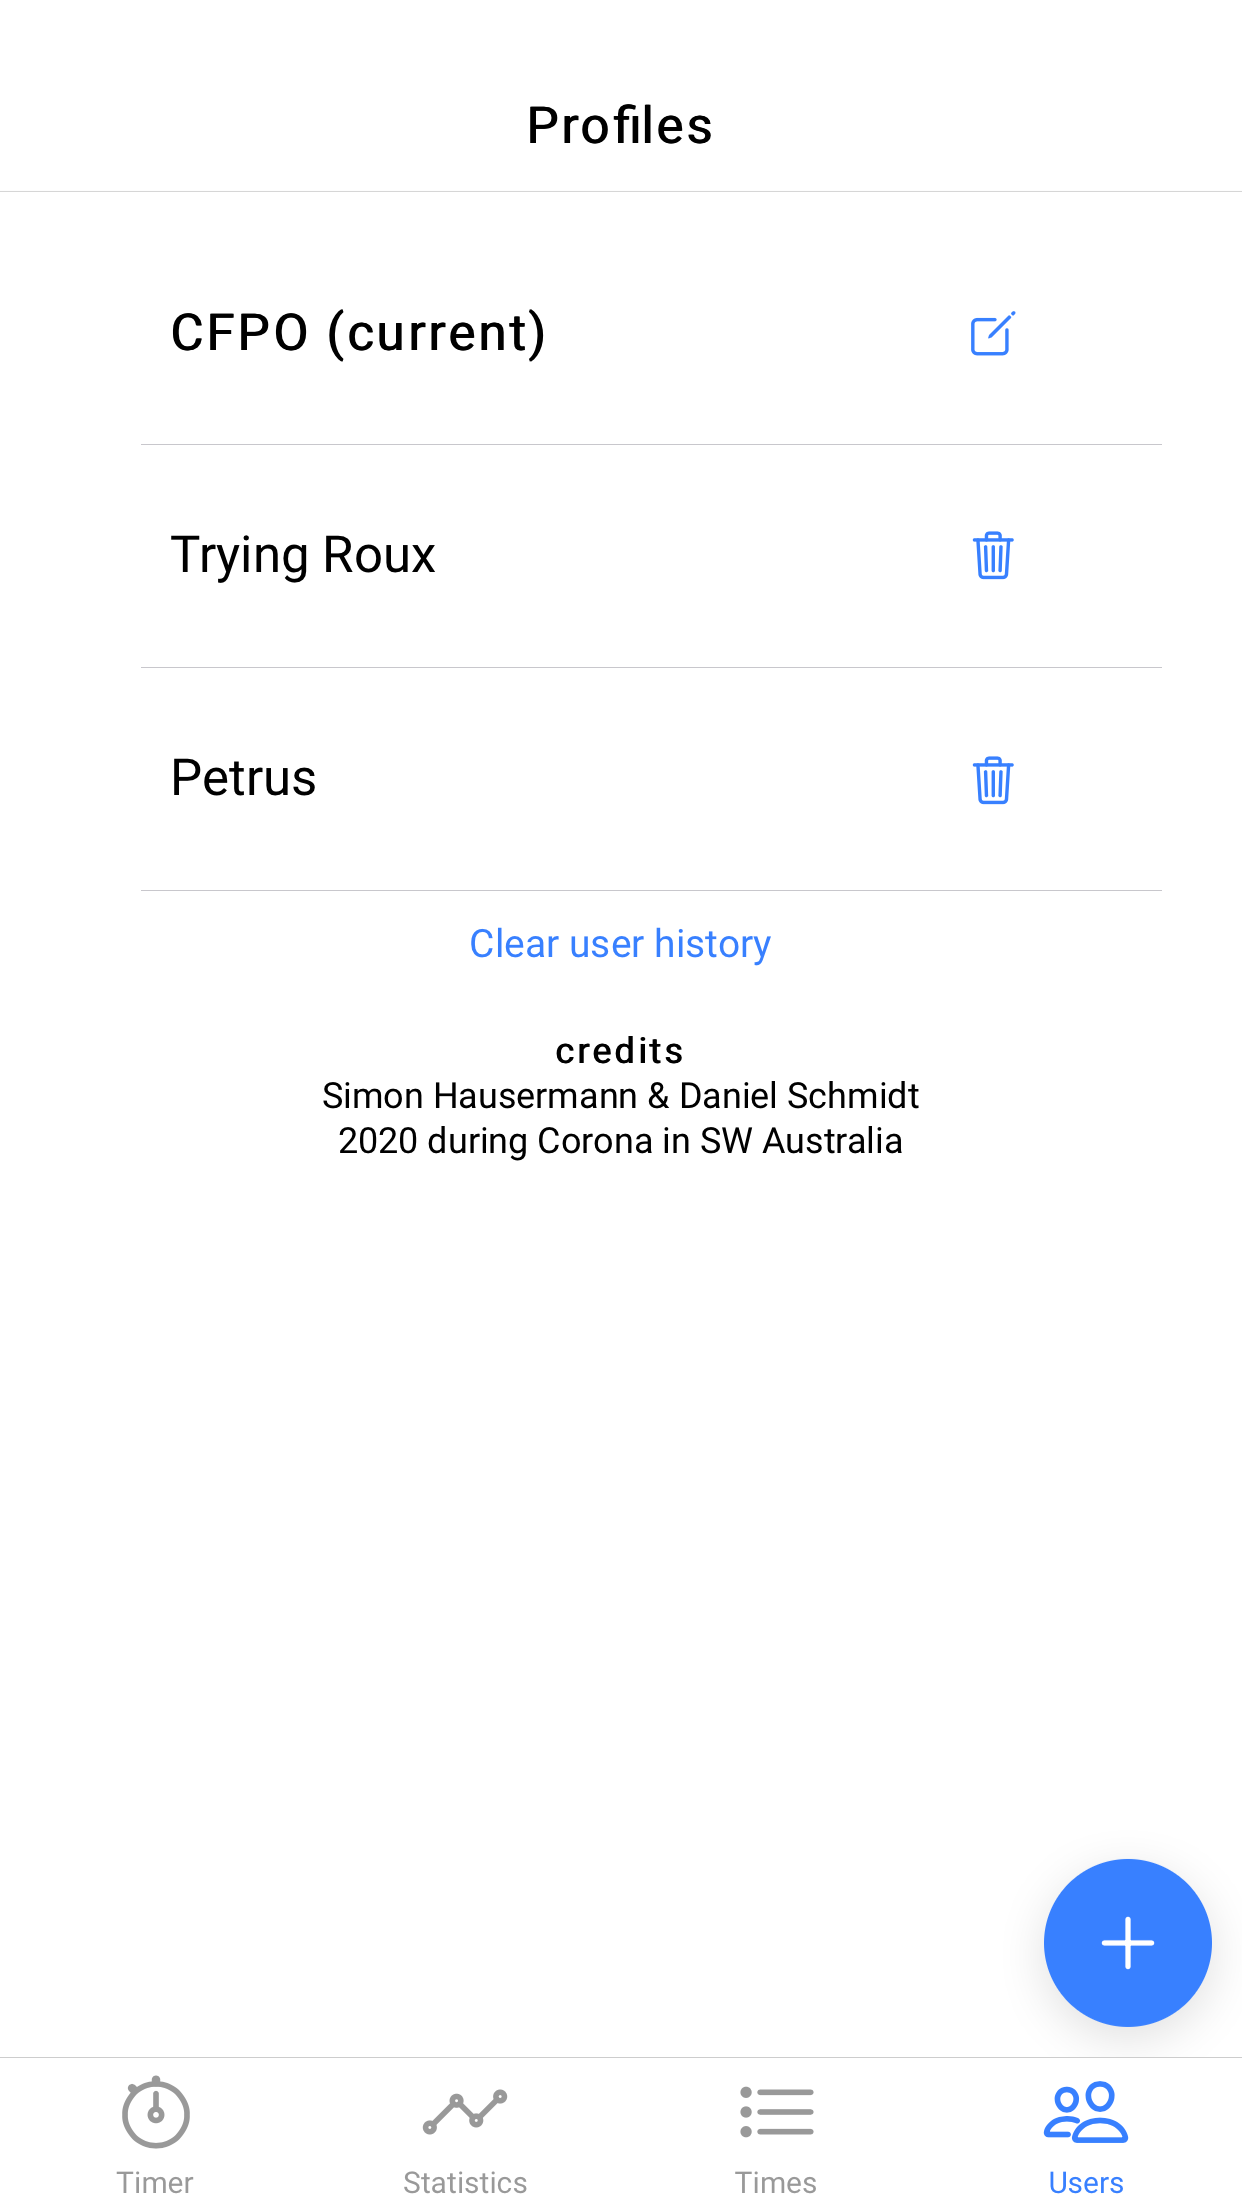 Profiles
CFPO (current)
Trying Roux
Petrus
Clear user history
credits
Simon Hausermann & Daniel Schmidt
2020 during Corona in SW Australia
Timer
Statistics
Times
Users